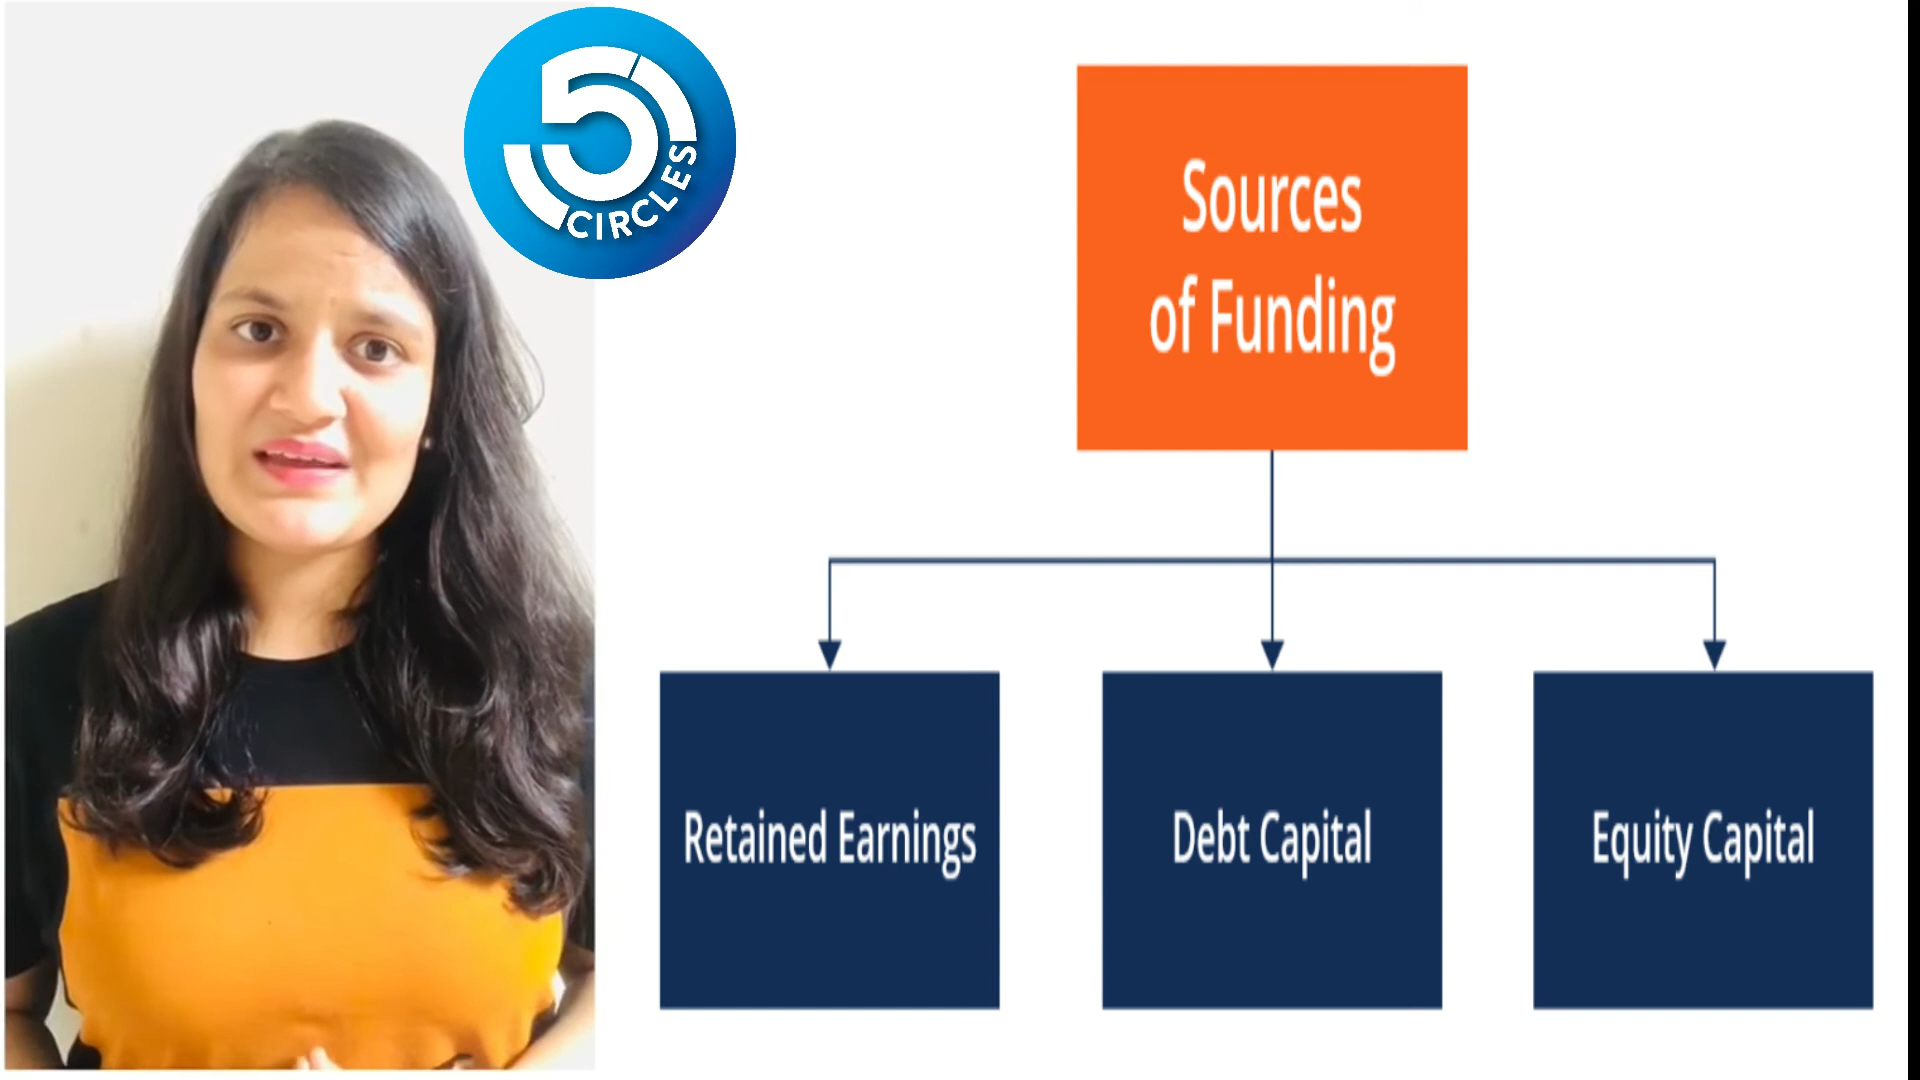 5
CIRCLES
Sources
of Funding
Retained Earnings
Debt Capital
Equity Capital